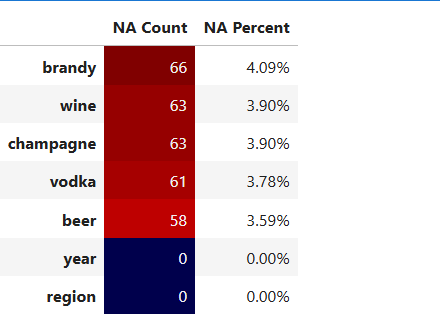 NA Count NA Percent
brandy 66 4.09%
wine 63 3.90%
champagne 63 3.90%
vodka 61 3.78%
beer 58 3.59%
year 0 0.00%
region 0 0.00%